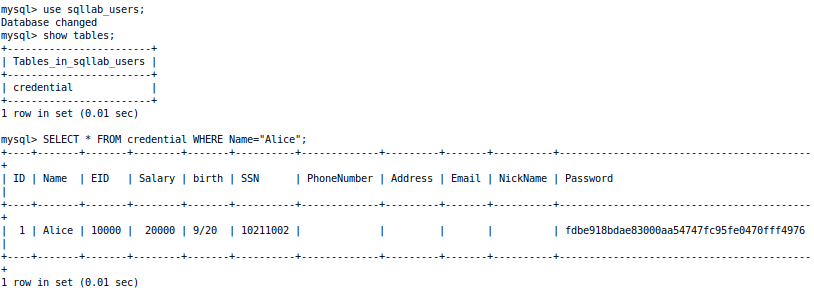 mysql> use sqllab_users;
Database changed
mysql> show tables;
+------------------------+
| Tables_in_sqllab_users |
+------------------------+
| credential             |
+------------------------+
1 row in set (0.01 sec)

mysql> SELECT * FROM credential WHERE Name="Alice";
+----+-------+-------+--------+-------+----------+-------------+---------+-------+----------+------------------------------------------
+
| ID | Name  | EID   | Salary | birth | SSN      | PhoneNumber | Address | Email | NickName | Password
|
+----+-------+-------+--------+-------+----------+-------------+---------+-------+----------+------------------------------------------
+
|  1 | Alice | 10000 |  20000 | 9/20  | 10211002 |             |         |       |          | fdbe918bdae83000aa54747fc95fe0470fff4976
|
+----+-------+-------+--------+-------+----------+-------------+---------+-------+----------+------------------------------------------
+
1 row in set (0.01 sec)